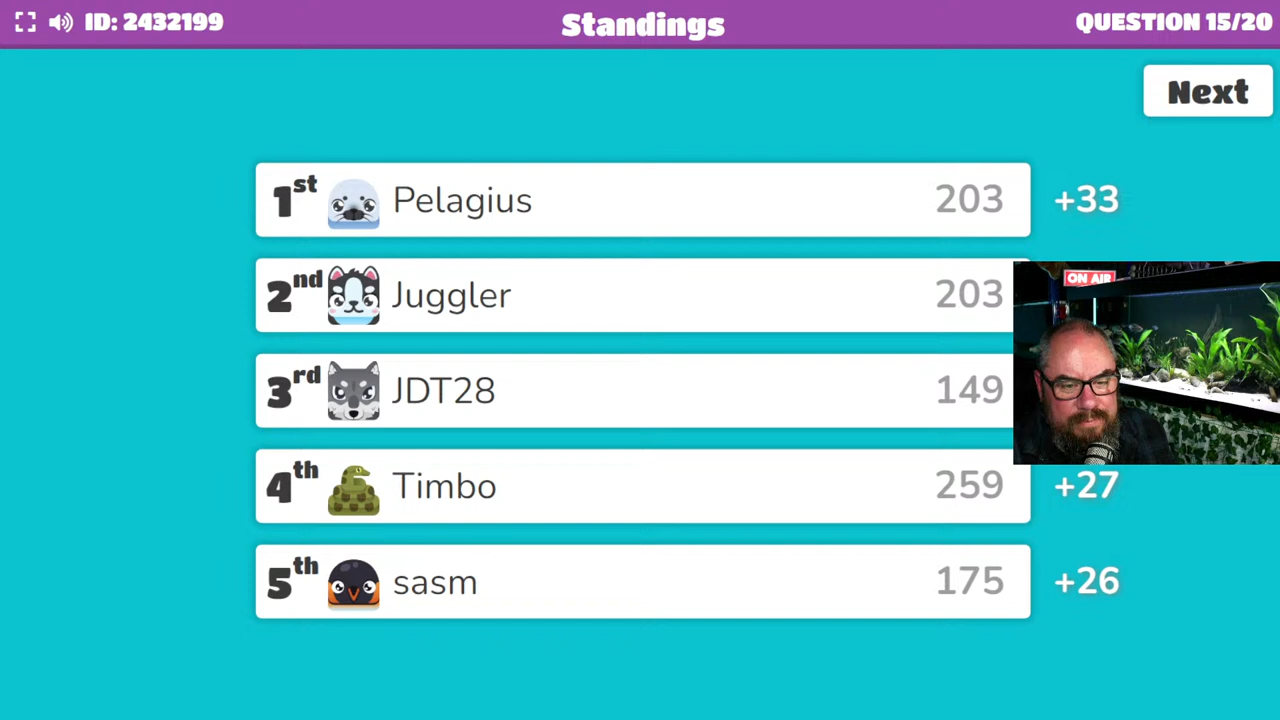 ID: 2432199
Standings
QUESTION 15/20
Next
1st Pelagius 203 +33
2nd Juggler 203
3rd JDT28 149
ON AIR
4th Timbo 259 +27
5th sasm 175 +26